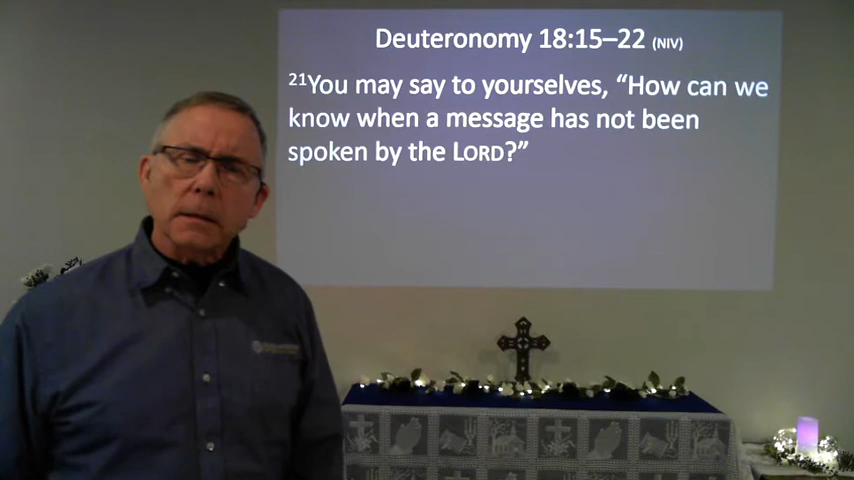 Deuteronomy 18:15–22 (NIV)
21You may say to yourselves, “How can we
know when a message has not been
spoken by the LORD?”